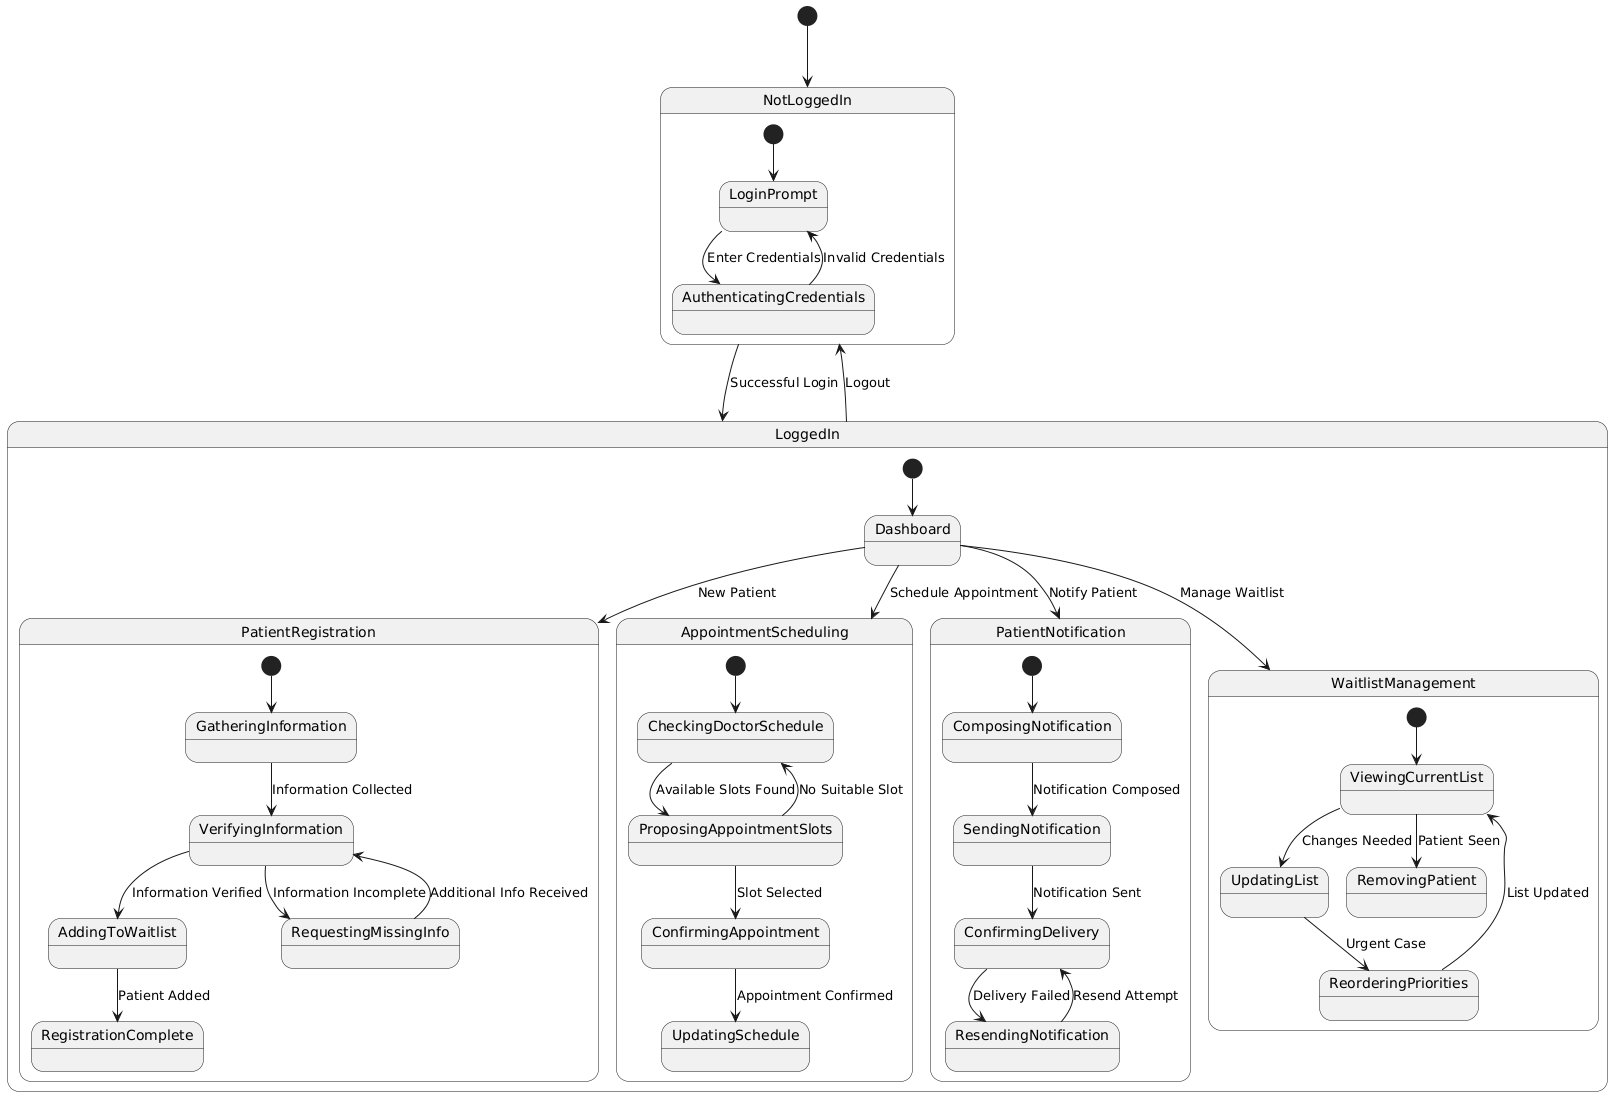 NotLoggedIn
LoginPrompt
Enter Credentials
Invalid Credentials
AuthenticatingCredentials
Successful Login
Logout
LoggedIn
Dashboard
New Patient
Schedule Appointment
Notify Patient
Manage Waitlist
PatientRegistration
GatheringInformation
Information Collected
VerifyingInformation
Information Verified
Information Incomplete
Additional Info Received
AddingToWaitlist
RequestingMissingInfo
Patient Added
RegistrationComplete
AppointmentScheduling
CheckingDoctorSchedule
Available Slots Found
No Suitable Slot
ProposingAppointmentSlots
Slot Selected
ConfirmingAppointment
Appointment Confirmed
UpdatingSchedule
PatientNotification
ComposingNotification
Notification Composed
SendingNotification
Notification Sent
ConfirmingDelivery
Delivery Failed
Resend Attempt
ResendingNotification
WaitlistManagement
ViewingCurrentList
Changes Needed
Patient Seen
UpdatingList
RemovingPatient
List Updated
Urgent Case
ReorderingPriorities